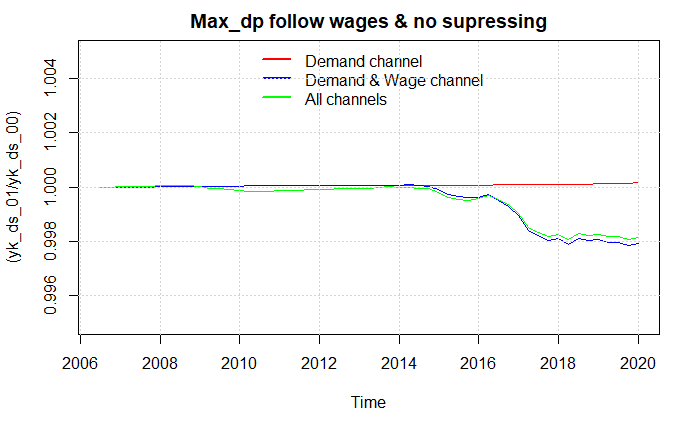 Max_dp follow wages & no supressing
Demand channel
Demand & Wage channel
All channels
(yk_ds_01/yk_ds_00)
1.004
1.002
1.000
0.998
0.996
2006 2008 2010 2012 2014 2016 2018 2020
Time